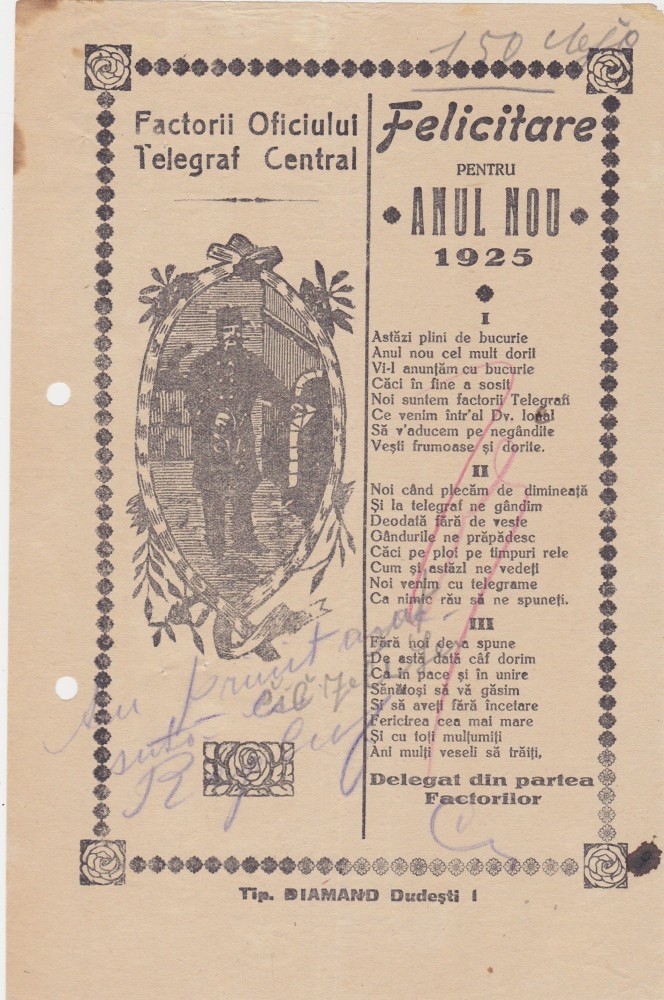 150
Factorii Oficiului
Telegraf Central
Felicitare
PENTRU
ANUL NOU
1925
I
Astăzi plini de bucurie
Anul nou cel mult dorit
Vi-l anunțăm cu bucurie
Căci în fine a sosit
Noi suntem factorii Telegrafi
Ce venim într'al Dv. local
Să v'aducem pe negândite
Vești frumoase și dorite.
II
Noi când plecăm de dimineață
Și la telegraf ne gândim
Deodată fără de veste
Gândurile ne prăpădesc
Căci pe ploi pe timpuri rele
Cum și astăzi ne vedeți
Noi venim cu telegrame
Ca nimic rău să ne spuneți.
III
Fără noi de-a spune
De astă dată cât dorim
Ca în pace și în unire
Sănătoși să vă găsim
Și să aveți fără încetare
Fericirea cea mai mare
Și cu toți mulțumiți
Ani mulți veseli să trăiți,
Delegat din partea
Factorilor
Am primit
sută
Tip. DIAMAND Dudești 1